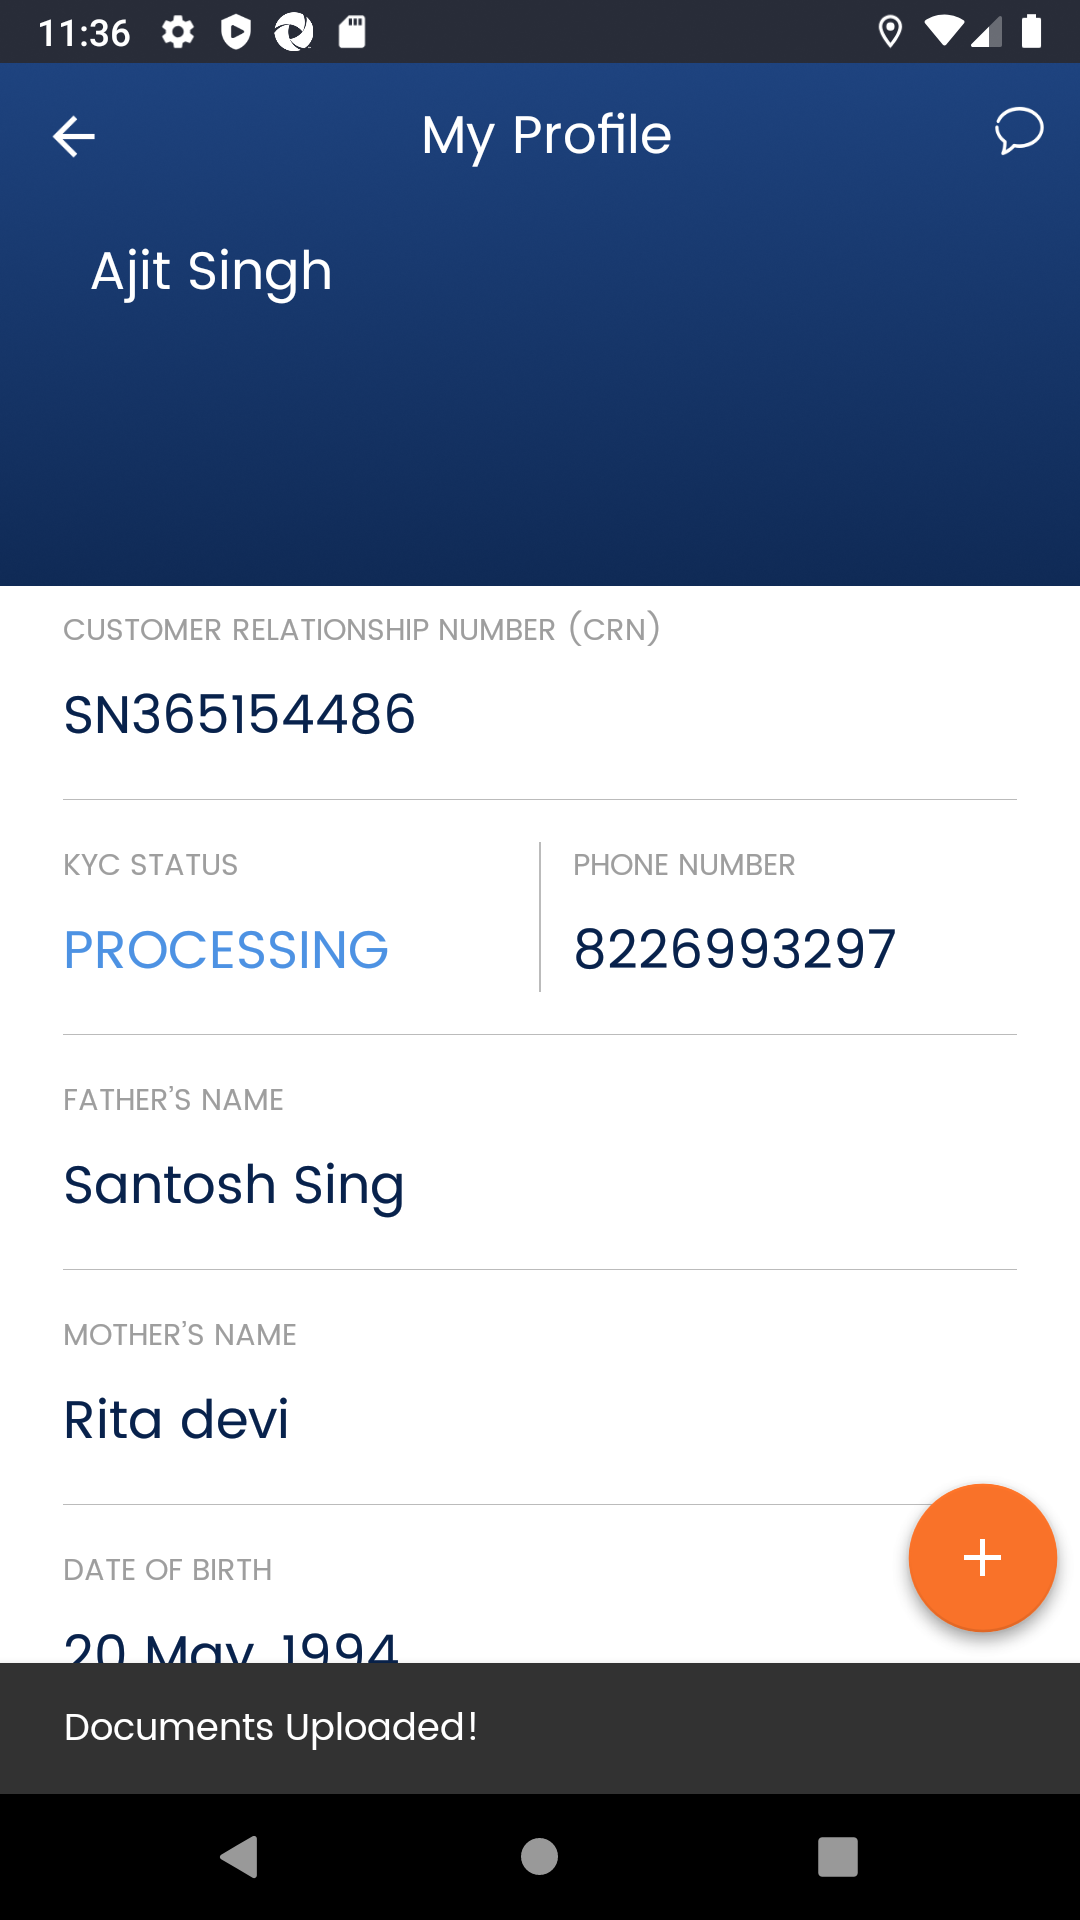 11:36
My Profile
Ajit Singh
CUSTOMER RELATIONSHIP NUMBER (CRN)
SN365154486
KYC STATUS
PHONE NUMBER
PROCESSING
8226993297
FATHER'S NAME
Santosh Sing
MOTHER'S NAME
Rita devi
DATE OF BIRTH
20 May, 1994
Documents Uploaded!